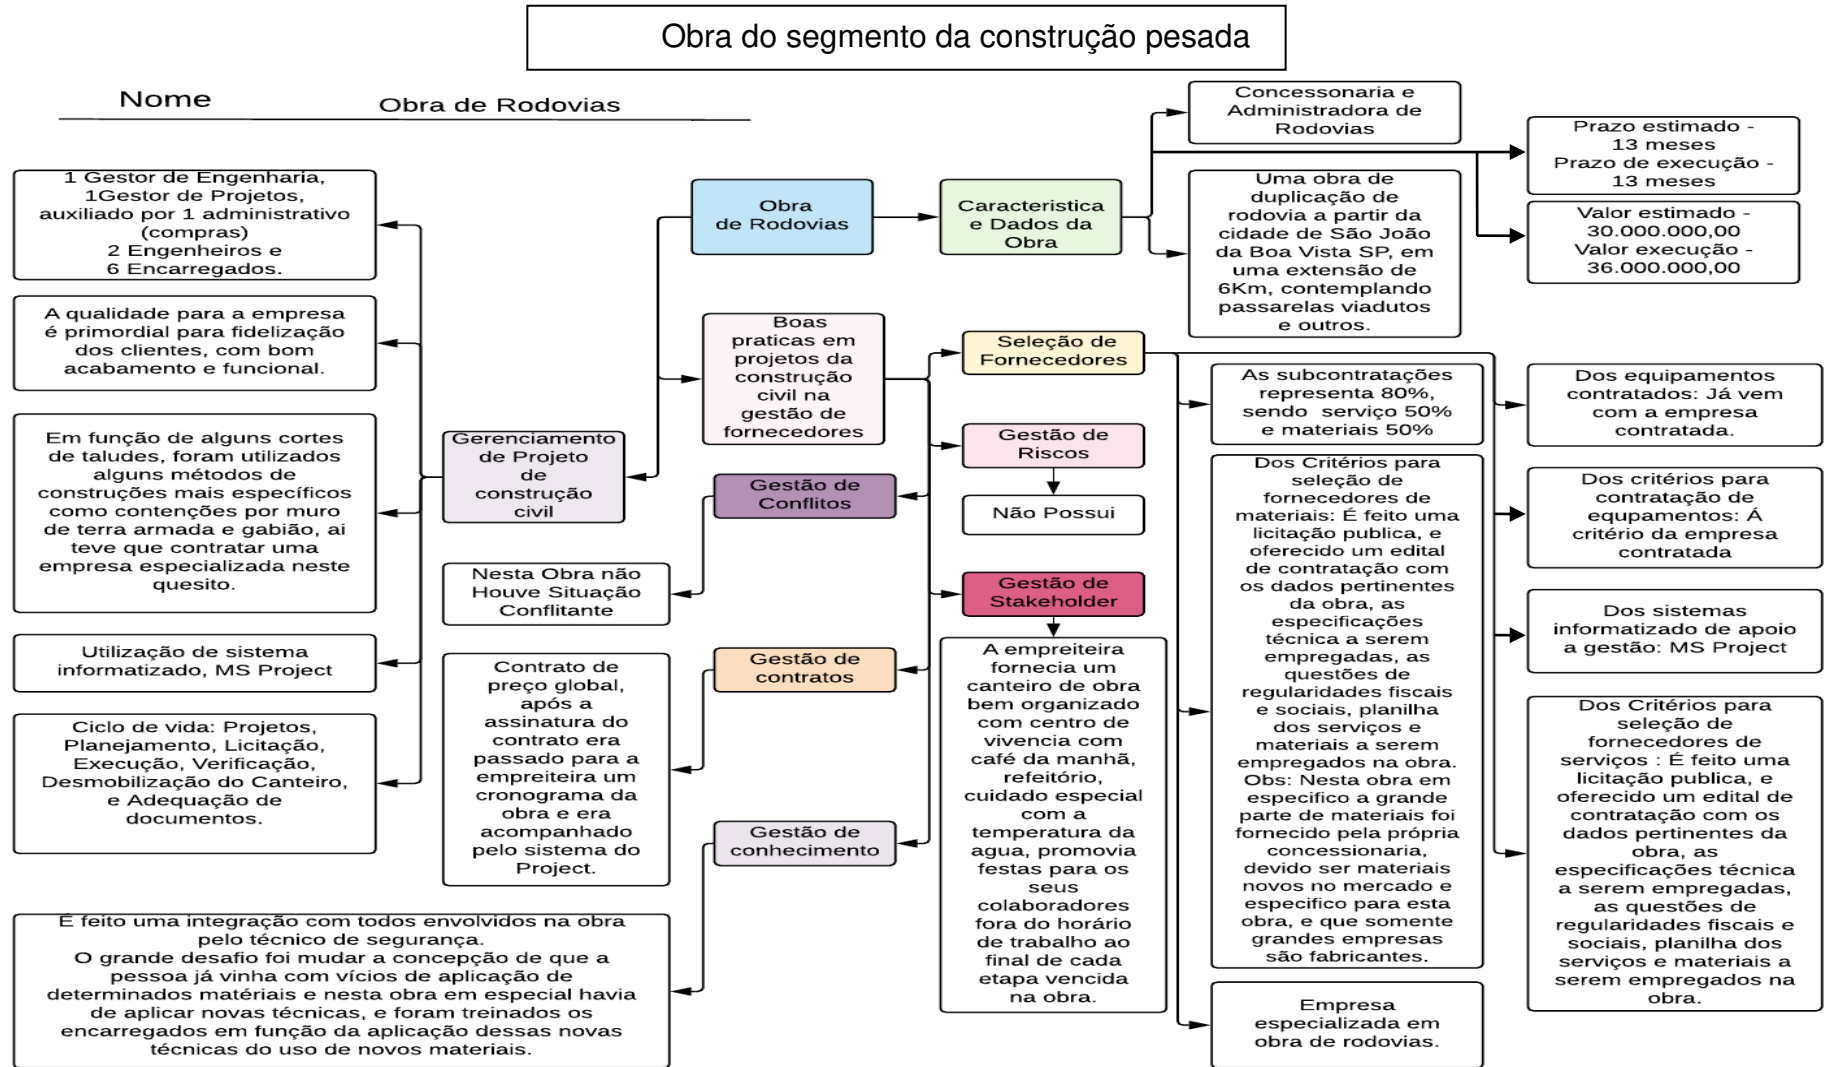 Obra do segmento da construção pesada
Nome
Obra de Rodovias
Obra
de Rodovias
Caracteristica
e Dados da
Obra
Concessonaria e
Administradora de
Rodovias
Uma obra de
duplicação de
rodovia a partir da
cidade de São João
da Boa Vista SP, em
uma extensão de
6Km, contemplando
passarelas viadutos
e outros.
Prazo estimado -
13 meses
Prazo de execução -
13 meses
Valor estimado -
30.000.000,00
Valor execução -
36.000.000,00
Gerenciamento
de Projeto
de
construção
civil
1 Gestor de Engenharia,
1Gestor de Projetos,
auxiliado por 1 administrativo
(compras)
2 Engenheiros e
6 Encarregados.
A qualidade para a empresa
é primordial para fidelização
dos clientes, com bom
acabamento e funcional.
Em função de alguns cortes
de taludes, foram utilizados
alguns métodos de
construções mais específicos
como contenções por muro
de terra armada e gabião, ai
teve que contratar uma
empresa especializada neste
quesito.
Utilização de sistema
informatizado, MS Project
Ciclo de vida: Projetos,
Planejamento, Licitação,
Execução, Verificação,
Desmobilização do Canteiro,
e Adequação de
documentos.
Boas
praticas em
projetos da
construção
civil na
gestão de
fornecedores
Gestão de
Conflitos
Nesta Obra não
Houve Situação
Conflitante
Gestão de
contratos
Contrato de
preço global,
após a
assinatura do
contrato era
passado para a
empreiteira um
cronograma da
obra e era
acompanhado
pelo sistema do
Project.
Gestão de
conhecimento
É feito uma integração com todos envolvidos na obra
pelo técnico de segurança.
O grande desafio foi mudar a concepção de que a
pessoa já vinha com vícios de aplicação de
determinados matériais e nesta obra em especial havia
de aplicar novas técnicas, e foram treinados os
encarregados em função da aplicação dessas novas
técnicas do uso de novos materiais.
Seleção de
Fornecedores
Gestão de
Riscos
Não Possui
Gestão de
Stakeholder
A empreiteira
fornecia um
canteiro de obra
bem organizado
com centro de
vivencia com
café da manhã,
refeitório,
cuidado especial
com a
temperatura da
agua, promovia
festas para os
seus
colaboradores
fora do horário
de trabalho ao
final de cada
etapa vencida
na obra.
As subcontratações
representa 80%,
sendo serviço 50%
e materiais 50%
Dos Critérios para
seleção de
fornecedores de
materiais: É feito uma
licitação publica, e
oferecido um edital
de contratação com
os dados pertinentes
da obra, as
especificações
técnica a serem
empregadas, as
questões de
regularidades fiscais
e sociais, planilha
dos serviços e
materiais a serem
empregados na obra.
Obs: Nesta obra em
especifico a grande
parte de materiais foi
fornecido pela própria
concessionaria,
devido ser materiais
novos no mercado e
especifico para esta
obra, e que somente
grandes empresas
são fabricantes.
Empresa
especializada em
obra de rodovias.
Dos equipamentos
contratados: Já vem
com a empresa
contratada.
Dos critérios para
contratação de
equpamentos: Á
critério da empresa
contratada
Dos sistemas
informatizado de apoio
a gestão: MS Project
Dos Critérios para
seleção de
fornecedores de
serviços : É feito uma
licitação publica, e
oferecido um edital de
contratação com os
dados pertinentes da
obra, as
especificações técnica
a serem empregadas,
as questões de
regularidades fiscais e
sociais, planilha dos
serviços e materiais a
serem empregados na
obra.